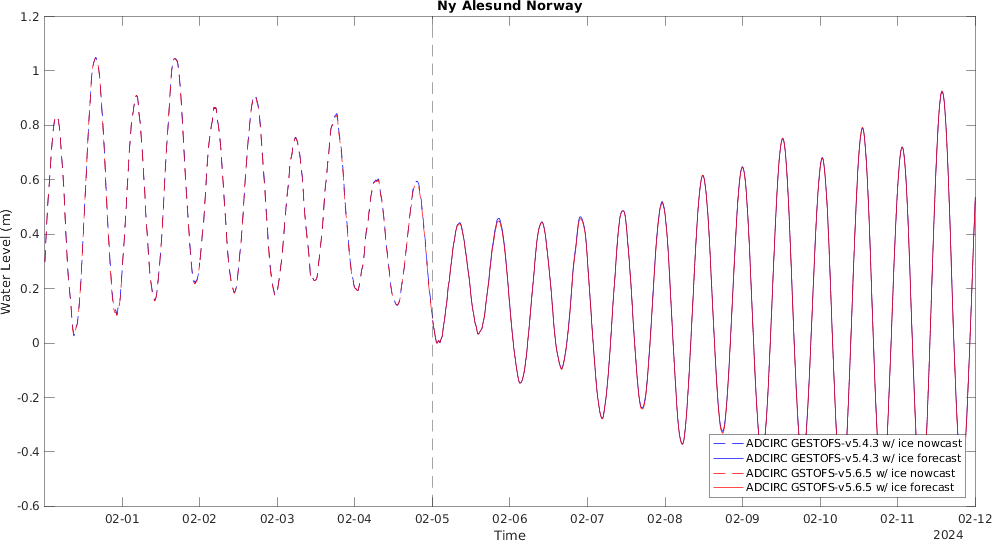 Ny Alesund Norway
Water Level (m)
1.2
1
0.8
0.6
0.4
0.2
0
-0.2
-0.4
-0.6
ADCIRC GESTOFS-v5.4.3 w/ ice nowcast
ADCIRC GESTOFS-v5.4.3 w/ ice forecast
ADCIRC GSTOFS-v5.6.5 w/ ice nowcast
ADCIRC GSTOFS-v5.6.5 w/ ice forecast
02-01 02-02 02-03 02-04 02-05 02-06 02-07 02-08 02-09 02-10 02-11 02-12
Time
2024